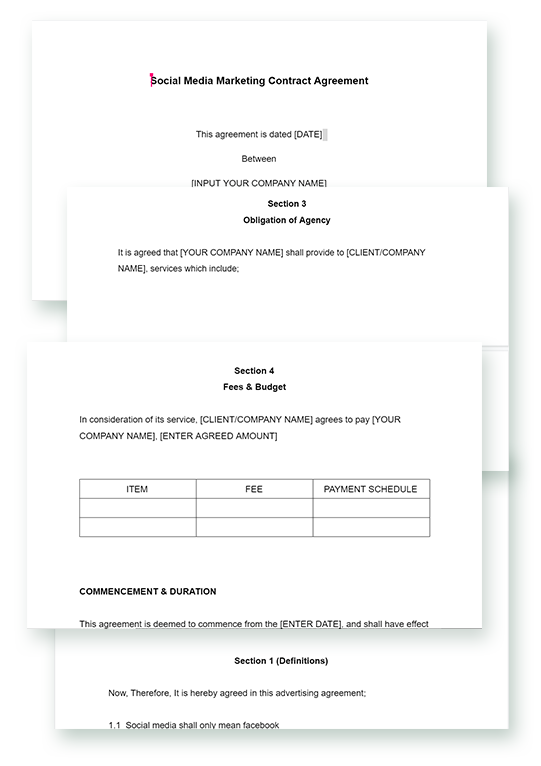 Social Media Marketing Contract Agreement
This agreement is dated [DATE]
Between
[INPUT YOUR COMPANY NAME]
Section 3
Obligation of Agency
It is agreed that [YOUR COMPANY NAME] shall provide to [CLIENT/COMPANY
NAME], services which include;
Section 4
Fees & Budget
In consideration of its service, [CLIENT/COMPANY NAME] agrees to pay [YOUR
COMPANY NAME], [ENTER AGREED AMOUNT]
ITEM FEE PAYMENT SCHEDULE
COMMENCEMENT & DURATION
This agreement is deemed to commence from the [ENTER DATE], and shall have effect
Section 1 (Definitions)
Now, Therefore, It is hereby agreed in this advertising agreement;
1.1 Social media shall only mean facebook